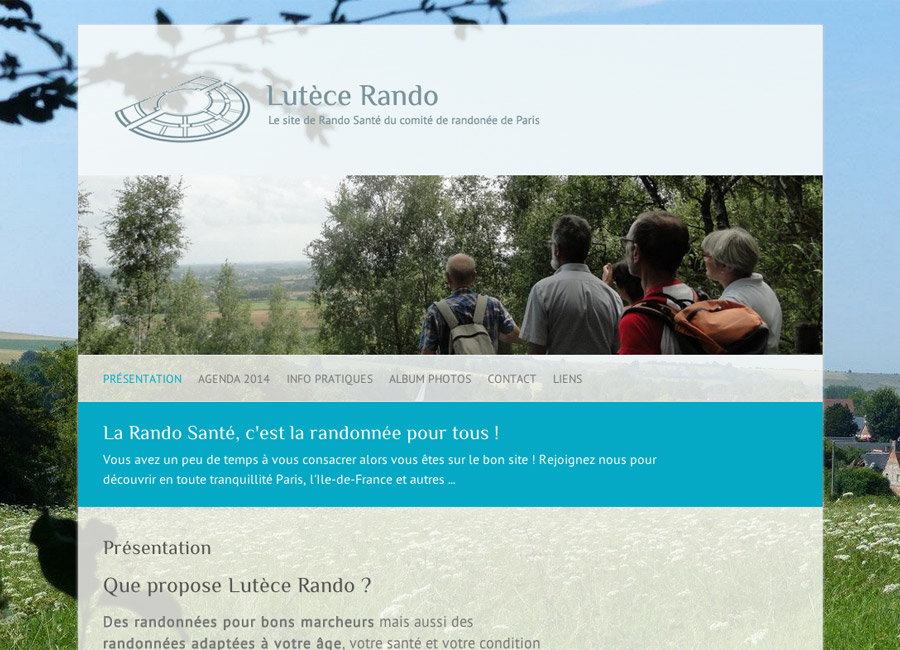 Lutèce Rando
Le site de Rando Santé du comité de randonée de Paris
PRÉSENTATION AGENDA 2014 INFO PRATIQUES ALBUM PHOTOS CONTACT LIENS
La Rando Santé, c'est la randonnée pour tous !
Vous avez un peu de temps à vous consacrer alors vous êtes sur le bon site ! Rejoignez nous pour
découvrir en toute tranquillité Paris, l'Ile-de-France et autres ...
Présentation
Que propose Lutèce Rando ?
Des randonnées pour bons marcheurs mais aussi des
randonnées adaptées à votre âge, votre santé et votre condition